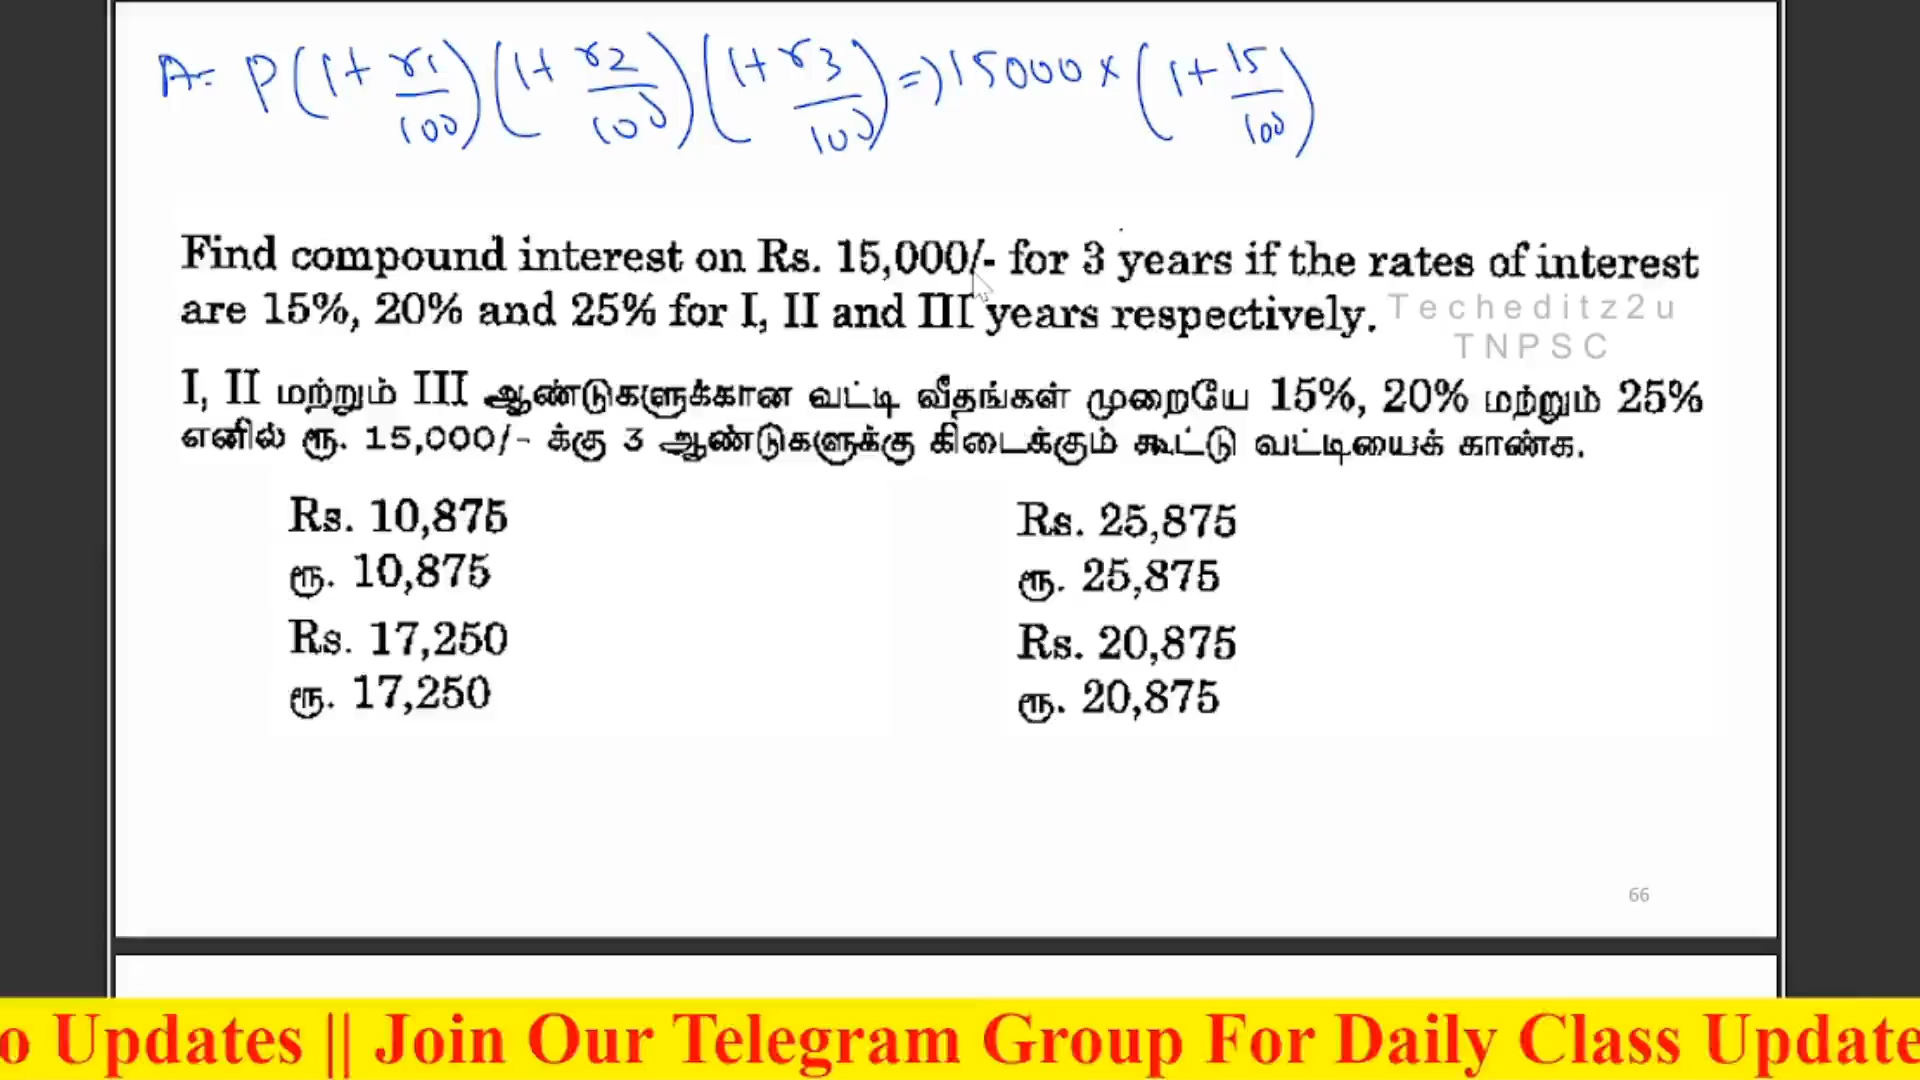 A = P(1+r1/100)(1+r2/100)(1+r3/100) =) 15000 × (1+15/100)
Find compound interest on Rs. 15,000/- for 3 years if the rates of interest
are 15%, 20% and 25% for I, II and III years respectively.
Techeditz2u
TNPSC
I, II மற்றும் III ஆண்டுகளுக்கான வட்டி வீதங்கள் முறையே 15%, 20% மற்றும் 25%
எனில் ரூ. 15,000/- க்கு 3 ஆண்டுகளுக்கு கிடைக்கும் கூட்டு வட்டியைக் காண்க.
Rs. 10,875
ரூ. 10,875
Rs. 25,875
ரூ. 25,875
Rs. 17,250
ரூ. 17,250
Rs. 20,875
ரூ. 20,875
66
o Updates || Join Our Telegram Group For Daily Class Update